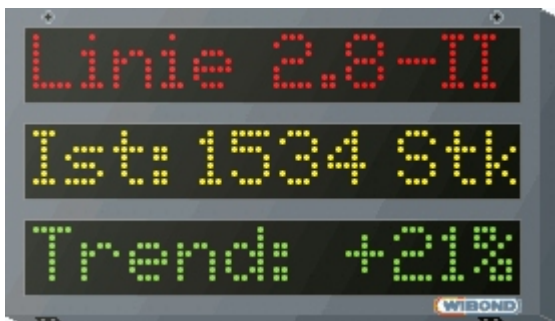 Linie 2.8-II
Ist: 1534 Stk
Trend: +21%
WIBOND